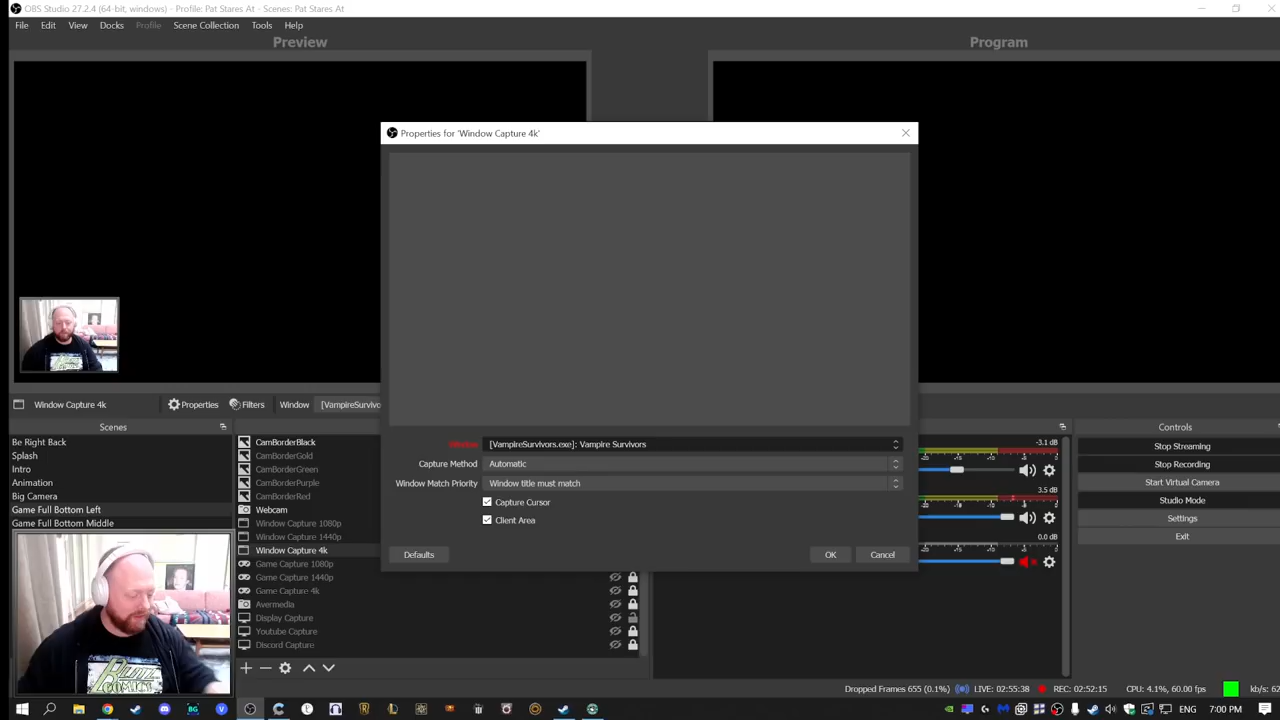 OBS Studio 27.2.4 (64-bit, windows) - Profile: Pat Stares At - Scenes: Pat Stares At
File Edit View Docks Profile Scene Collection Tools Help
Preview
Program
Properties for 'Window Capture 4k'
Window Capture 4k
Properties
Filters
Window
[VampireSurvivo
Window
[VampireSurvivors.exe]: Vampire Survivors
Capture Method
Automatic
Window Match Priority
Window title must match
Capture Cursor
Client Area
Defaults
OK
Cancel
Scenes
Be Right Back
Splash
Intro
Animation
Big Camera
Game Full Bottom Left
Game Full Bottom Middle
CamBorderBlack
CamBorderGold
CamBorderGreen
CamBorderPurple
CamBorderRed
Webcam
Window Capture 1080p
Window Capture 1440p
Window Capture 4k
Game Capture 1080p
Game Capture 1440p
Game Capture 4k
Avermedia
Display Capture
Youtube Capture
Discord Capture
-3.1 dB
3.5 dB
0.0 dB
Controls
Stop Streaming
Stop Recording
Start Virtual Camera
Studio Mode
Settings
Exit
Dropped Frames 655 (0.1%)
LIVE: 02:55:38
REC: 02:52:15
CPU: 4.1%, 60.00 fps
kb/s: 62
7:00 PM